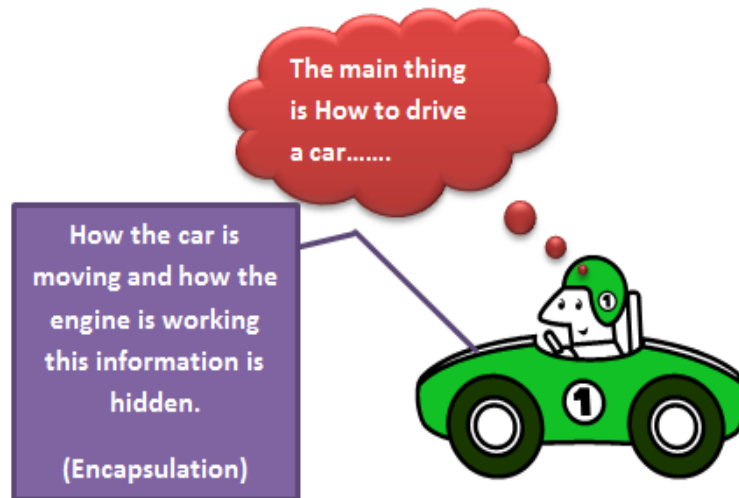 The main thing
is How to drive
a car.......
How the car is
moving and how the
engine is working
this information is
hidden.
(Encapsulation)
1
1